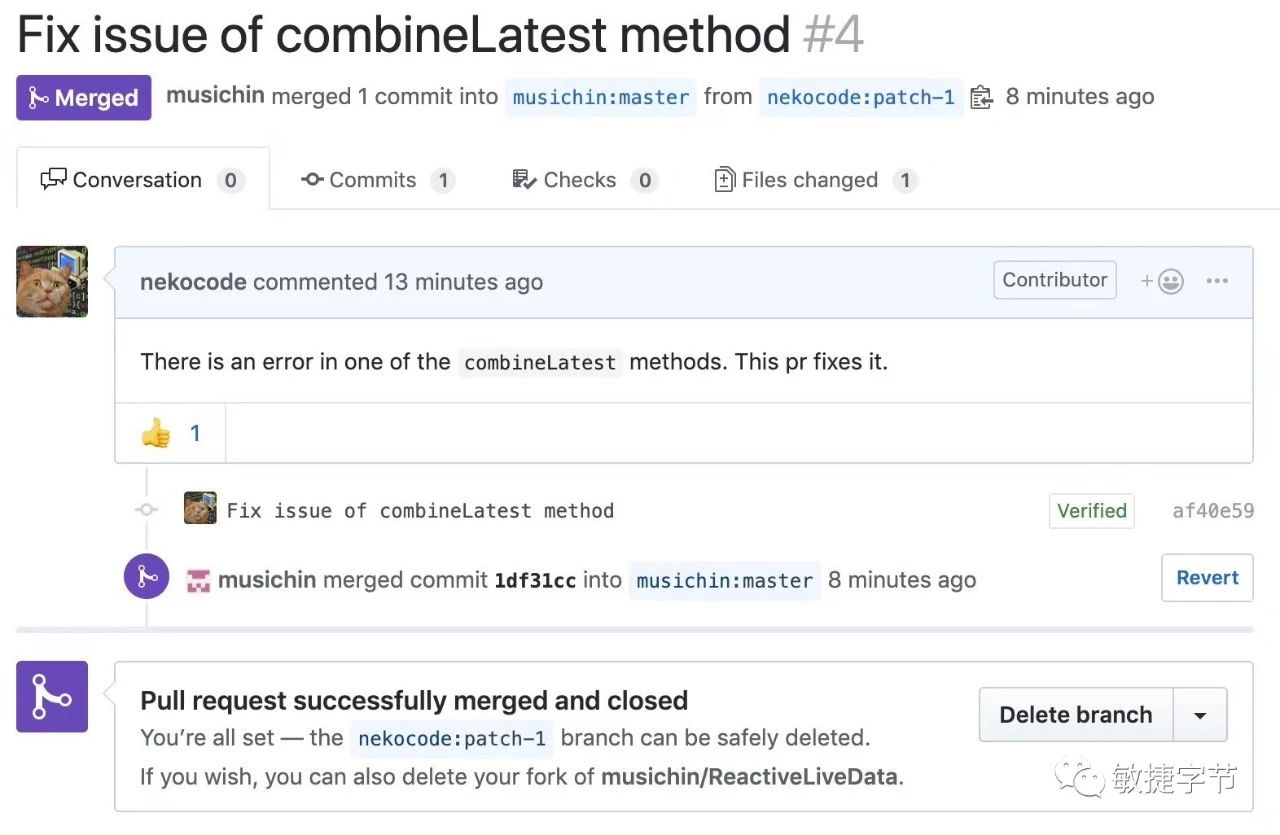 Fix issue of combineLatest method #4
Merged musichin merged 1 commit into musichin:master from nekocode:patch-1 8 minutes ago
Conversation 0 Commits 1 Checks 0 Files changed 1
nekocode commented 13 minutes ago Contributor
There is an error in one of the combineLatest methods. This pr fixes it.
👍 1
Fix issue of combineLatest method Verified af40e59
musichin merged commit 1df31cc into musichin:master 8 minutes ago Revert
Pull request successfully merged and closed
You’re all set — the nekocode:patch-1 branch can be safely deleted.
Delete branch
If you wish, you can also delete your fork of musichin/ReactiveLiveData.
敏捷字节